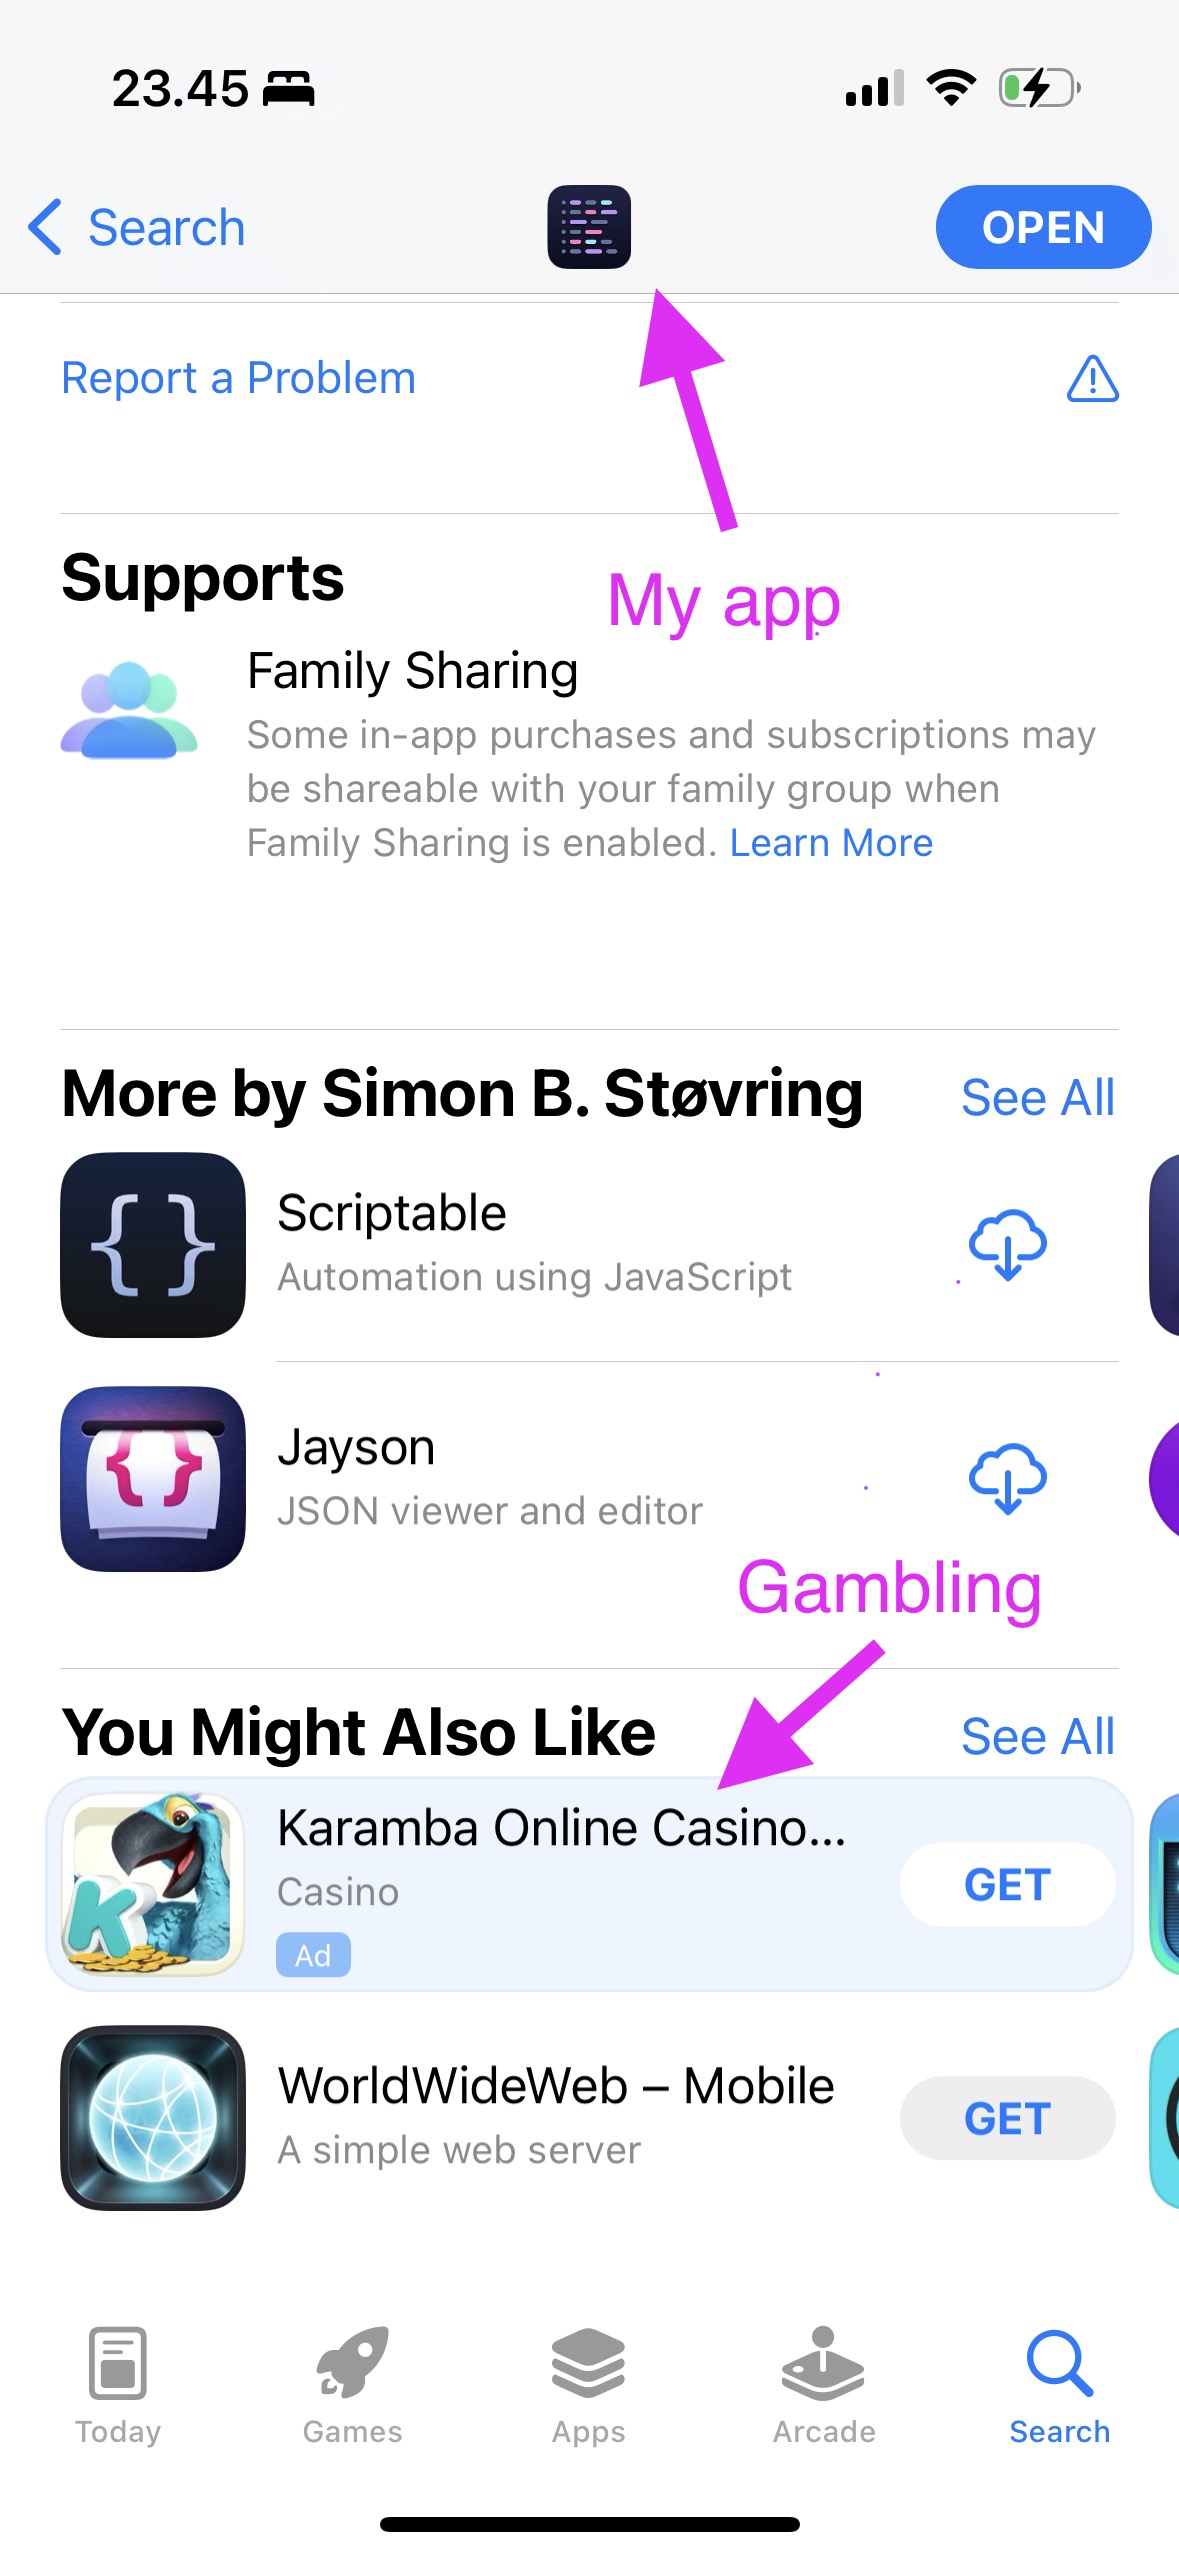 23.45
Search
OPEN
Report a Problem
My app
Supports
Family Sharing
Some in-app purchases and subscriptions may
be shareable with your family group when
Family Sharing is enabled. Learn More
More by Simon B. Støvring
See All
Scriptable
Automation using JavaScript
Jayson
JSON viewer and editor
Gambling
You Might Also Like
See All
Karamba Online Casino...
Casino
Ad
GET
K
WorldWideWeb – Mobile
A simple web server
GET
Today
Games
Apps
Arcade
Search